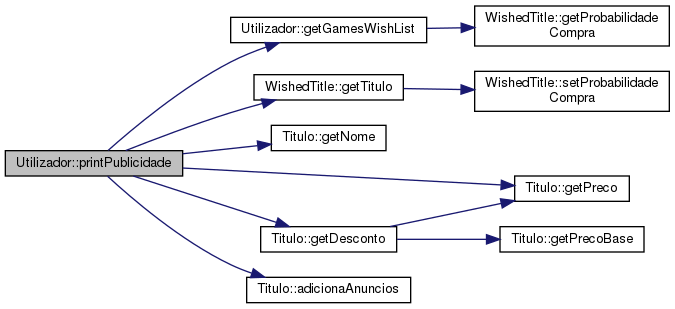 Utilizador::printPublicidade
Utilizador::getGamesWishList
WishedTitle::getProbabilidade
Compra
WishedTitle::getTitulo
WishedTitle::setProbabilidade
Compra
Titulo::getNome
Titulo::getPreco
Titulo::getDesconto
Titulo::getPrecoBase
Titulo::adicionaAnuncios